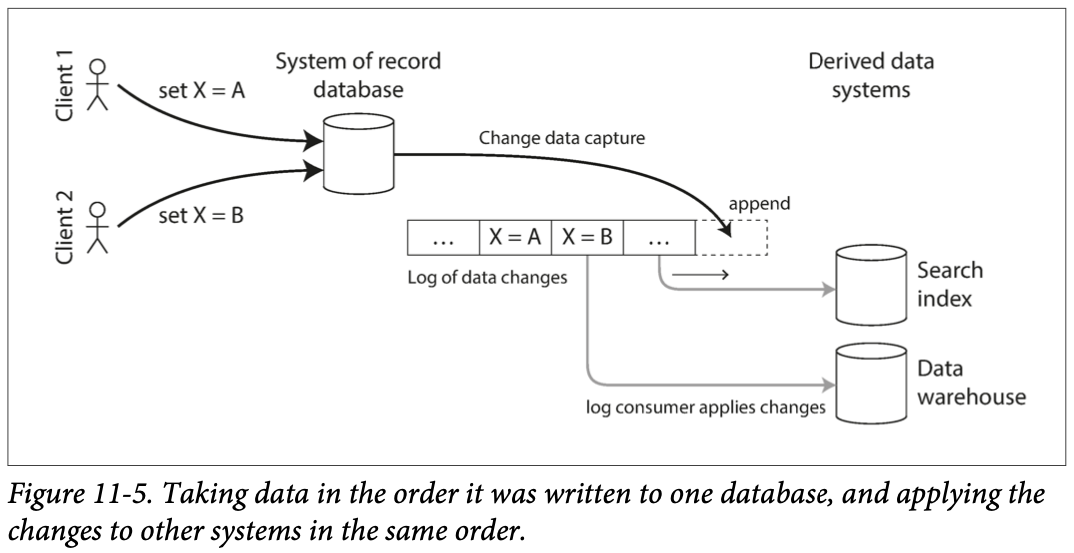 Client 1
set X = A
System of record
database
Derived data
systems
Change data capture
Client 2
set X = B
append
… X = A X = B …
Log of data changes
Search
index
Data
warehouse
log consumer applies changes
Figure 11-5. Taking data in the order it was written to one database, and applying the
changes to other systems in the same order.